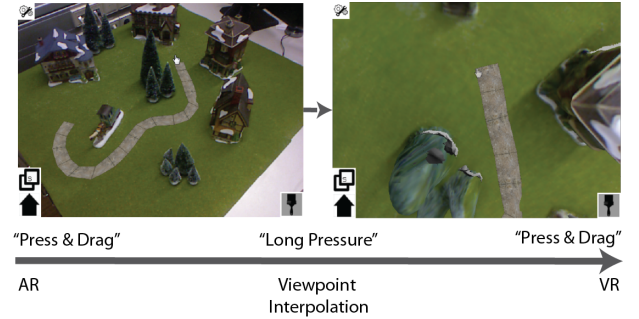 "Press & Drag" "Long Pressure" "Press & Drag"
AR Viewpoint VR
Interpolation